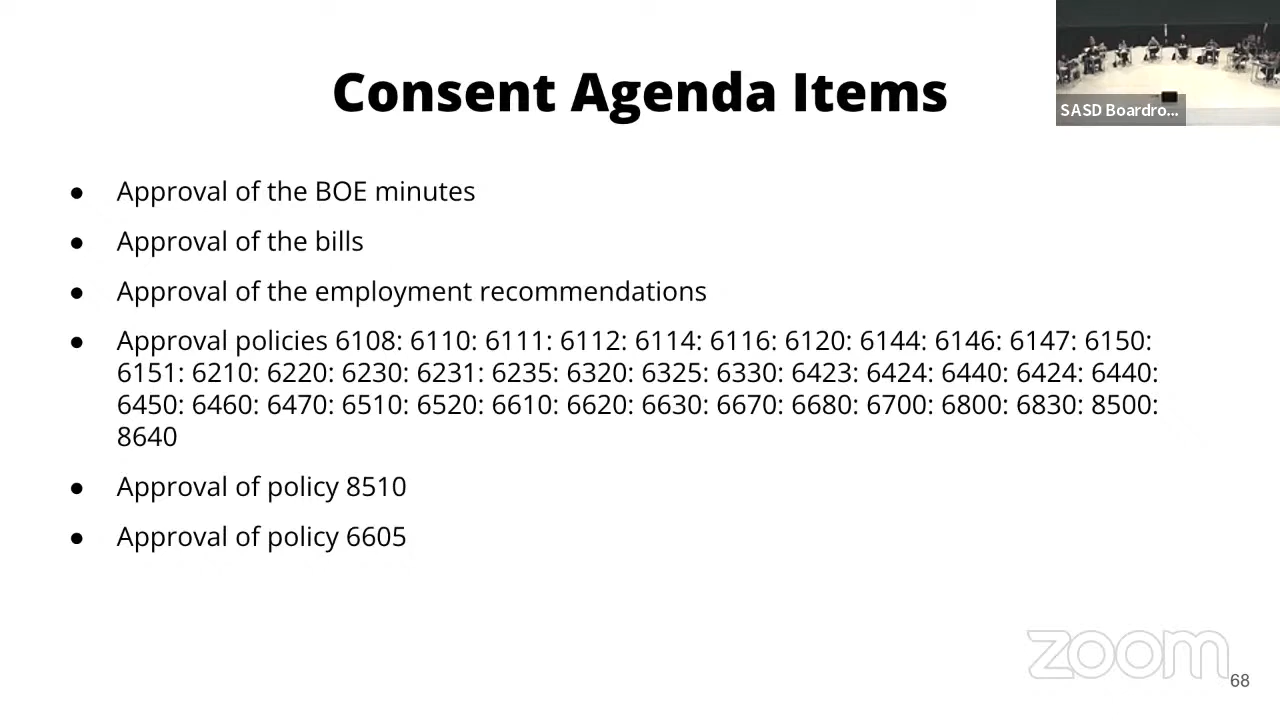 Consent Agenda Items
SASD Boardro...
● Approval of the BOE minutes
● Approval of the bills
● Approval of the employment recommendations
● Approval policies 6108: 6110: 6111: 6112: 6114: 6116: 6120: 6144: 6146: 6147: 6150:
6151: 6210: 6220: 6230: 6231: 6235: 6320: 6325: 6330: 6423: 6424: 6440: 6424: 6440:
6450: 6460: 6470: 6510: 6520: 6610: 6620: 6630: 6670: 6680: 6700: 6800: 6830: 8500:
8640
● Approval of policy 8510
● Approval of policy 6605
zoom
68